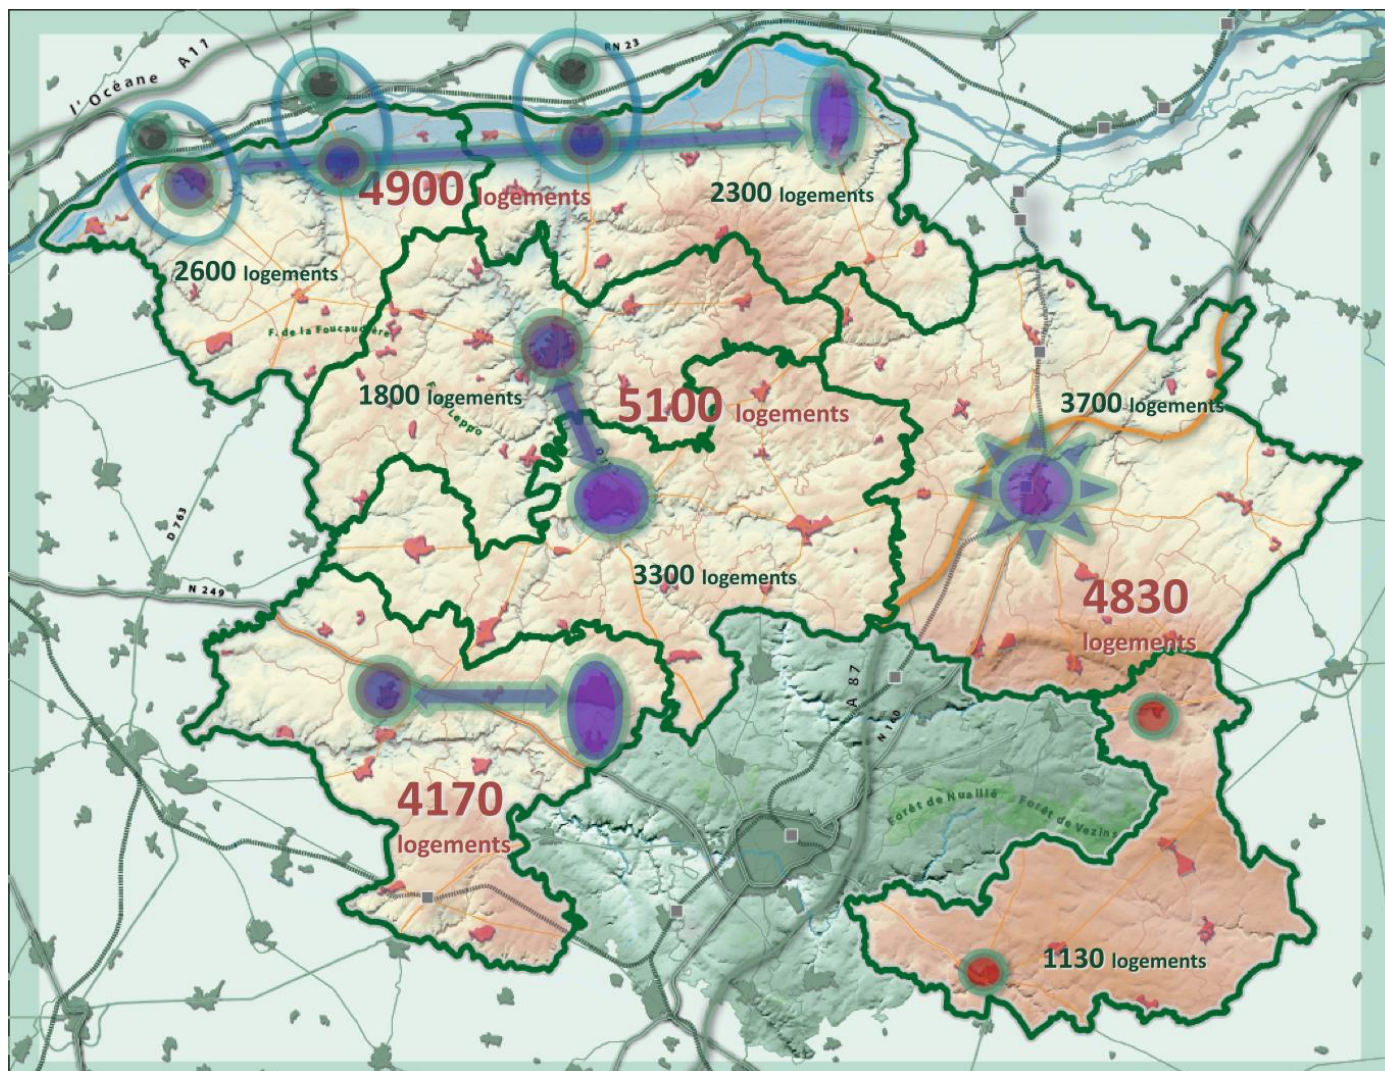 l'Océane A11
RN 23
4900 logements
2300 logements
2600 logements
F. de la Foucaudière
1800 logements
Leppo
5100 logements
3700 logements
D 763
3300 logements
N 249
4830
logements
A 87
N 160
4170
logements
Forêt de Nuaillé - Forêt de Vezins
1130 logements